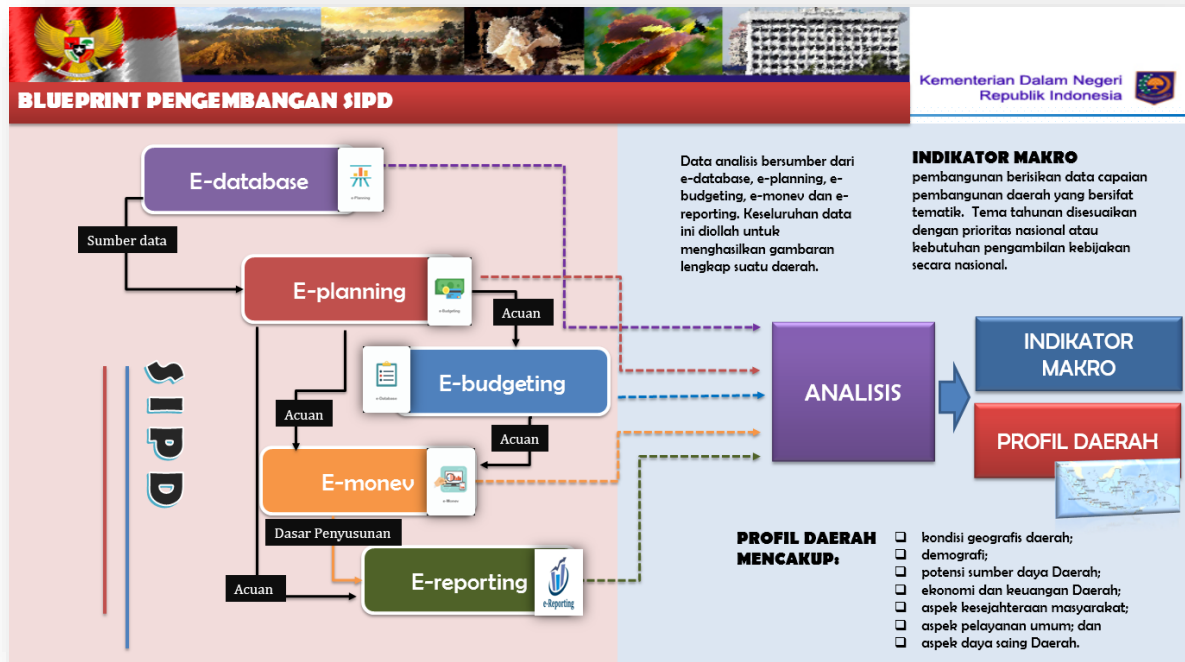 Kementerian Dalam Negeri
Republik Indonesia
BLUEPRINT PENGEMBANGAN SIPD
E-database
e-Planning
Sumber data
E-planning
e-Budgeting
Acuan
E-budgeting
e-Database
Acuan
Acuan
E-monev
e-Monev
Dasar Penyusunan
E-reporting
e-Reporting
Acuan
SIPD
Data analisis bersumber dari
e-database, e-planning, e-
budgeting, e-monev dan e-
reporting. Keseluruhan data
ini diollah untuk
menghasilkan gambaran
lengkap suatu daerah.
INDIKATOR MAKRO
pembangunan berisikan data capaian
pembangunan daerah yang bersifat
tematik. Tema tahunan disesuaikan
dengan prioritas nasional atau
kebutuhan pengambilan kebijakan
secara nasional.
ANALISIS
INDIKATOR
MAKRO
PROFIL DAERAH
PROFIL DAERAH
MENCAKUP:
kondisi geografis daerah;
demografi;
potensi sumber daya Daerah;
ekonomi dan keuangan Daerah;
aspek kesejahteraan masyarakat;
aspek pelayanan umum; dan
aspek daya saing Daerah.